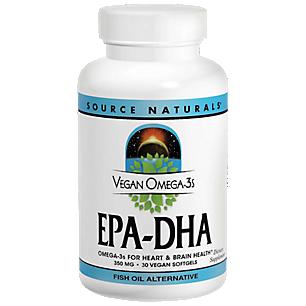 SOURCE NATURALS®
VEGAN OMEGA-3s
EPA-DHA
OMEGA-3s FOR HEART & BRAIN HEALTH* Dietary
350 MG • 30 VEGAN SOFTGELS Supplement
FISH OIL ALTERNATIVE